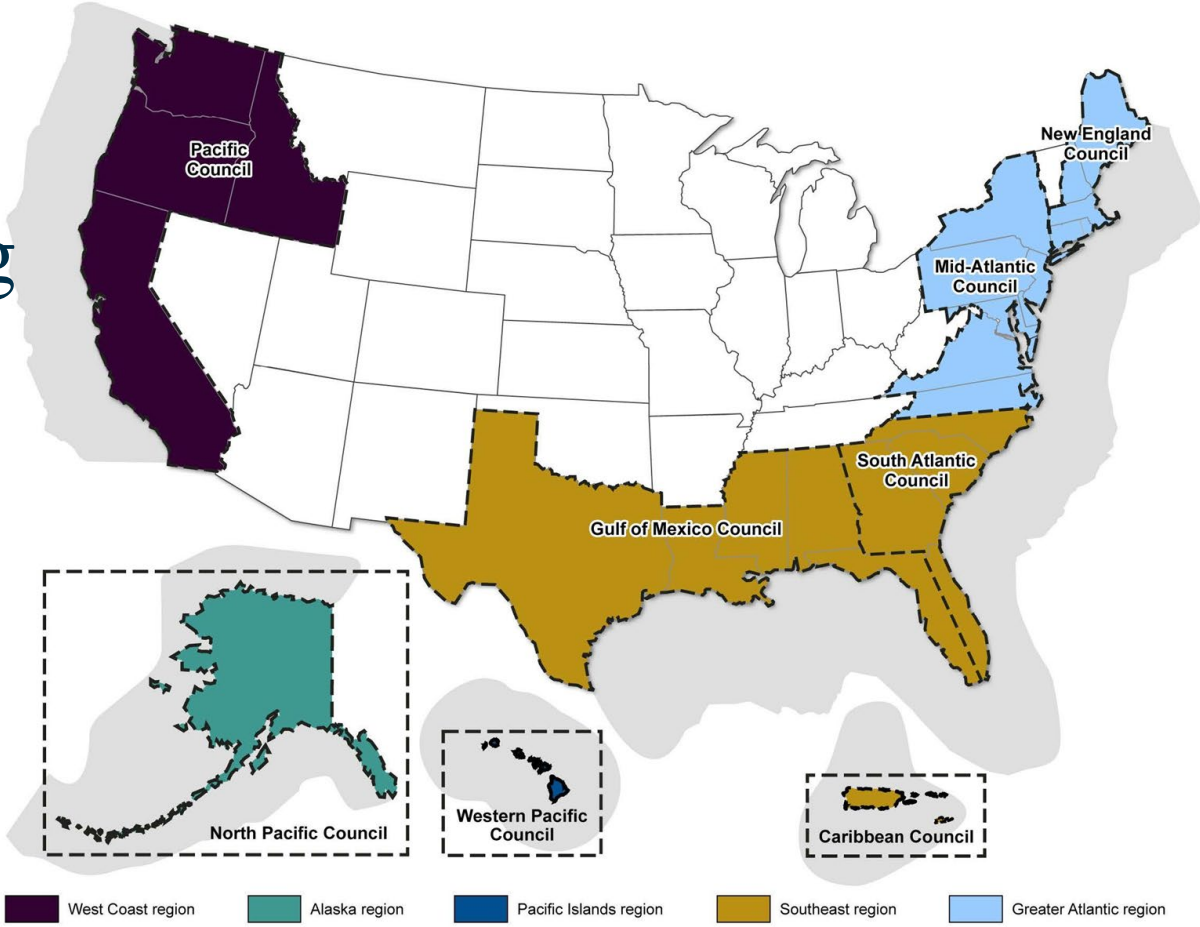 New England
Council
Pacific
Council
g
Mid-Atlantic
Council
South Atlantic
Council
Gulf of Mexico Council
Western Pacific
Council
North Pacific Council
Caribbean Council
West Coast region
Alaska region
Pacific Islands region
Southeast region
Greater Atlantic region